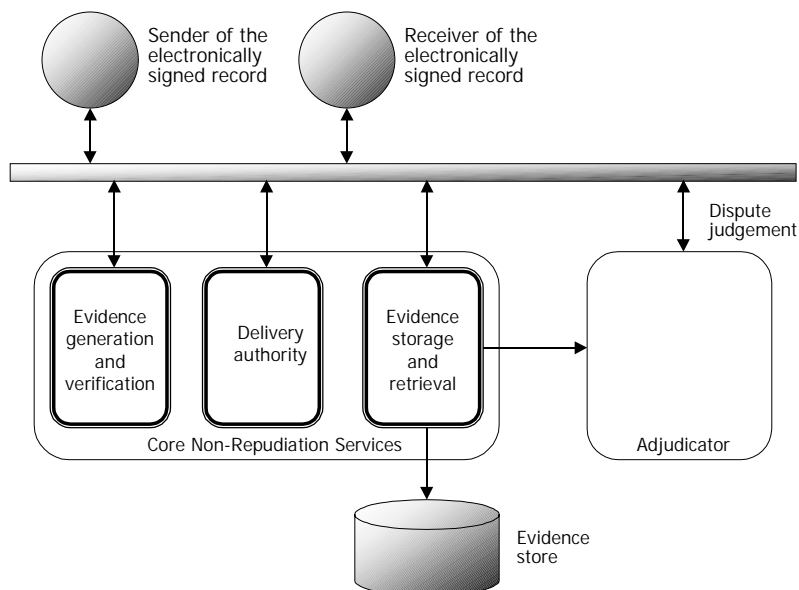 Sender of the
electronically
signed record
Receiver of the
electronically
signed record
Dispute
judgement
Evidence
generation
and
verification
Delivery
authority
Evidence
storage
and
retrieval
Core Non-Repudiation Services
Adjudicator
Evidence
store